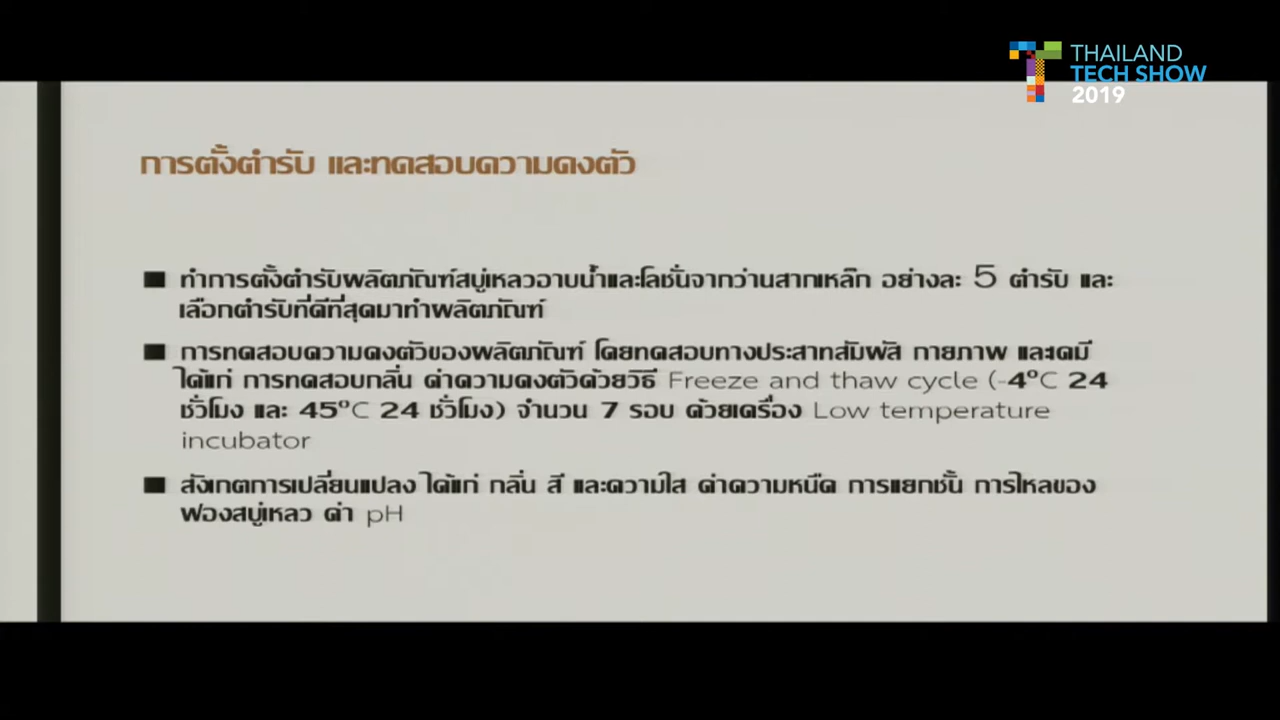 THAILAND
TECH SHOW
2019
การตั้งตำรับ และทดสอบความคงตัว
■ ทำการตั้งตำรับผลิตภัณฑ์สบู่เหลวอาบน้ำและโลชั่นจากว่านสากเหล็ก อย่างละ 5 ตำรับ และ
เลือกตำรับที่ดีที่สุดมาทำผลิตภัณฑ์
■ การทดสอบความคงตัวของผลิตภัณฑ์ โดยทดสอบทางประสาทสัมผัส กายภาพ และเคมี
ได้แก่ การทดสอบกลิ่น ค่าความคงตัวด้วยวิธี Freeze and thaw cycle (-4°C 24
ชั่วโมง และ 45°C 24 ชั่วโมง) จำนวน 7 รอบ ด้วยเครื่อง Low temperature
incubator
■ สังเกตการเปลี่ยนแปลง ได้แก่ กลิ่น สี และความใส ค่าความหนืด การแยกชั้น การไหลของ
ฟองสบู่เหลว ค่า pH